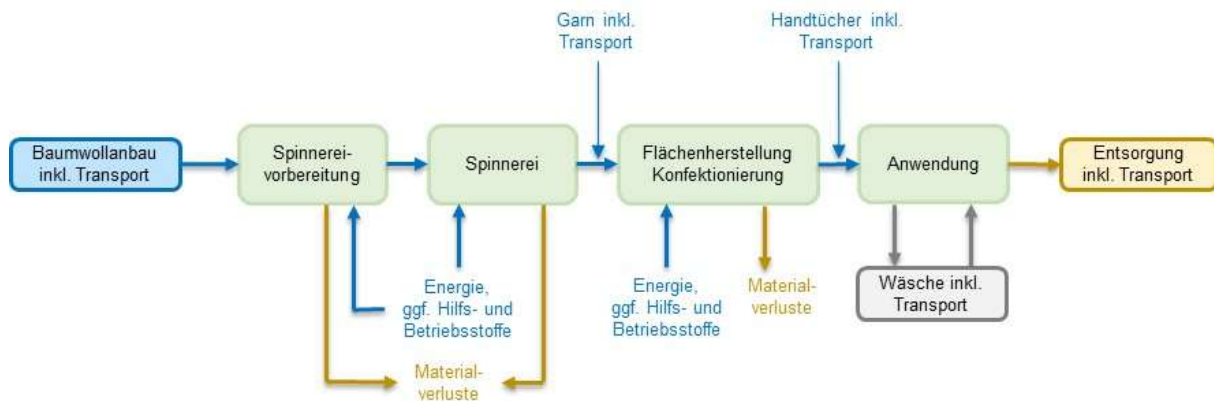 Garn inkl.
Transport
Handtücher inkl.
Transport
Baumwollanbau
inkl. Transport
Spinnerei-
vorbereitung
Spinnerei
Flächenherstellung
Konfektionierung
Anwendung
Entsorgung
inkl. Transport
Energie,
ggf. Hilfs- und
Betriebsstoffe
Energie,
ggf. Hilfs- und
Betriebsstoffe
Material-
verluste
Wäsche inkl.
Transport
Material-
verluste